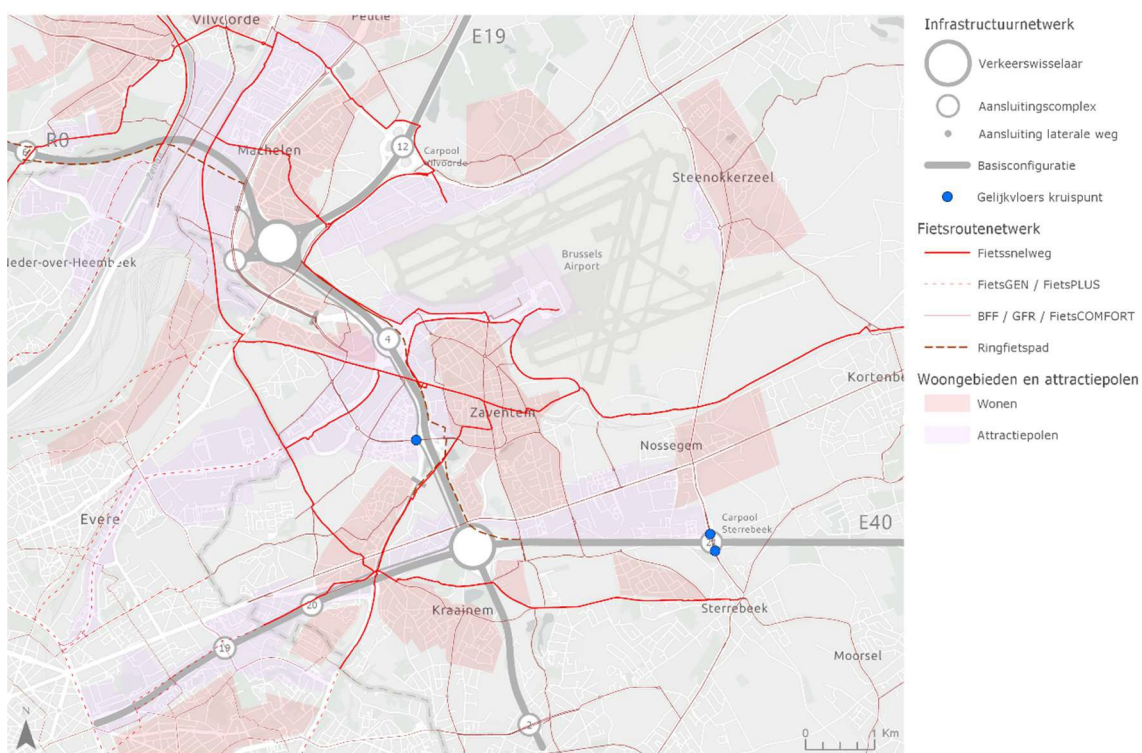 Vilvoorde
Peutie
E19
R0
6
Machelen
12
Carpool
Vilvoorde
Steenokkerzeel
Neder-over-Heembeek
Brussels
Airport
4
Kortenb
Zaventem
Nossegem
Evere
Carpool
Sterrebeek
E40
20
Kraainem
Sterrebeek
19
Moorsel
2
N
1 Km
Infrastructuurnetwerk
Verkeerswisselaar
Aansluitingscomplex
Aansluiting laterale weg
Basisconfiguratie
Gelijkvloers kruispunt
Fietsroutenetwerk
Fietssnelweg
FietsGEN / FietsPLUS
BFF / GFR / FietsCOMFORT
Ringfietspad
Woongebieden en attractiepolen
Wonen
Attractiepolen